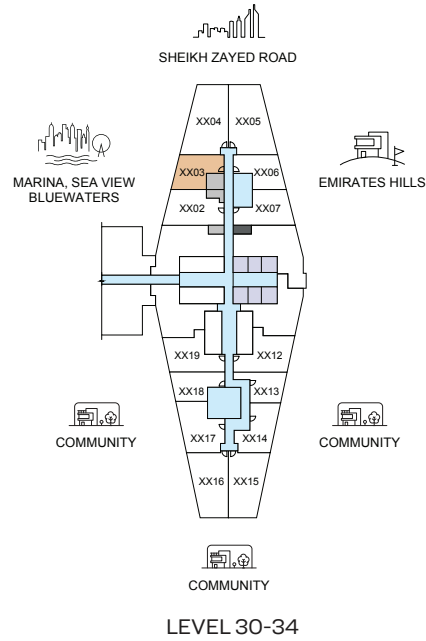 SHEIKH ZAYED ROAD
XX04 XX05
MARINA, SEA VIEW
BLUEWATERS
XX03 XX06
EMIRATES HILLS
XX02 XX07
XX19 XX12
XX18 XX13
COMMUNITY
COMMUNITY
XX17 XX14
XX16 XX15
COMMUNITY
LEVEL 30-34